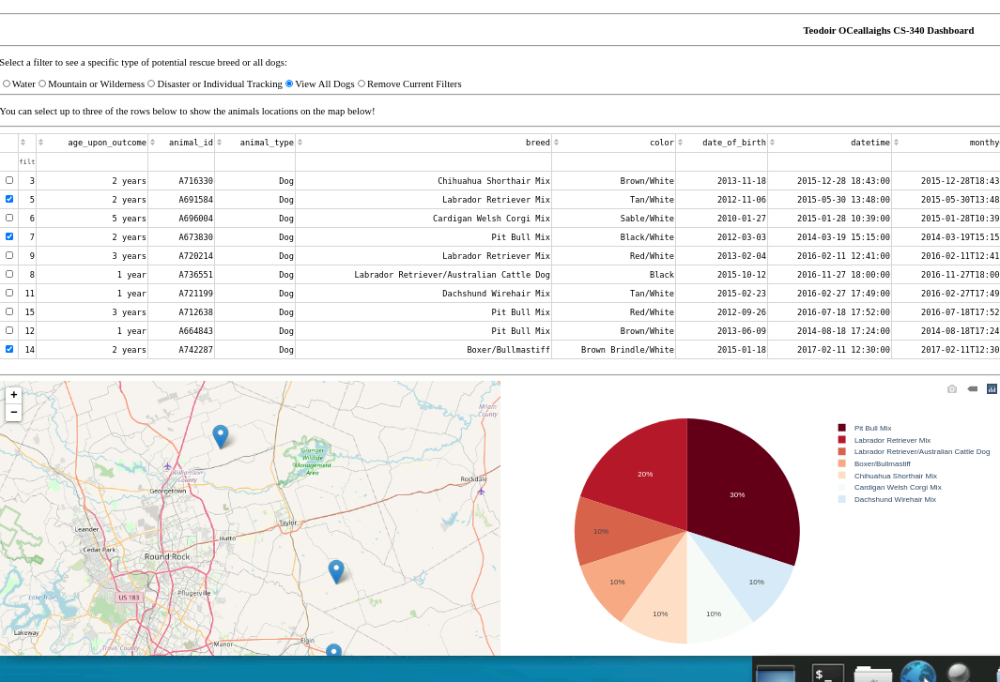 Teodoir OCeallaighs CS-340 Dashboard
Select a filter to see a specific type of potential rescue breed or all dogs:
Water Mountain or Wilderness Disaster or Individual Tracking View All Dogs Remove Current Filters
You can select up to three of the rows below to show the animals locations on the map below!
age_upon_outcome animal_id animal_type breed color date_of_birth datetime monthy
filt
3 2 years A716330 Dog Chihuahua Shorthair Mix Brown/White 2013-11-18 2015-12-28 18:43:00 2015-12-28T18:43
5 2 years A691584 Dog Labrador Retriever Mix Tan/White 2012-11-06 2015-05-30 13:48:00 2015-05-30T13:48
6 5 years A696004 Dog Cardigan Welsh Corgi Mix Sable/White 2010-01-27 2015-01-28 10:39:00 2015-01-28T10:39
7 2 years A673830 Dog Pit Bull Mix Black/White 2012-03-03 2014-03-19 15:15:00 2014-03-19T15:15
9 3 years A720214 Dog Labrador Retriever Mix Red/White 2013-02-04 2016-02-11 12:41:00 2016-02-11T12:41
8 1 year A736551 Dog Labrador Retriever/Australian Cattle Dog Black 2015-10-12 2016-11-27 18:00:00 2016-11-27T18:00
11 1 year A721199 Dog Dachshund Wirehair Mix Tan/White 2015-02-23 2016-02-27 17:49:00 2016-02-27T17:49
15 3 years A712638 Dog Pit Bull Mix Red/White 2012-09-26 2016-07-18 17:52:00 2016-07-18T17:52
12 1 year A664843 Dog Pit Bull Mix Brown/White 2013-06-09 2014-08-18 17:24:00 2014-08-18T17:24
14 2 years A742287 Dog Boxer/Bullmastiff Brown Brindle/White 2015-01-18 2017-02-11 12:30:00 2017-02-11T12:30
+
−
Milam
County
Granger
Wildlife
Management
Area
Williamson
County
Georgetown
Rockdale
Taylor
Leander
Hutto
Cedar Park
Round Rock
Pflugerville
US 183
Lake Travis
Lakeway
Travis County
Manor
Elgin
30%
20%
10%
10%
10%
10%
10%
Pit Bull Mix
Labrador Retriever Mix
Labrador Retriever/Australian Cattle Dog
Boxer/Bullmastiff
Chihuahua Shorthair Mix
Cardigan Welsh Corgi Mix
Dachshund Wirehair Mix
$_